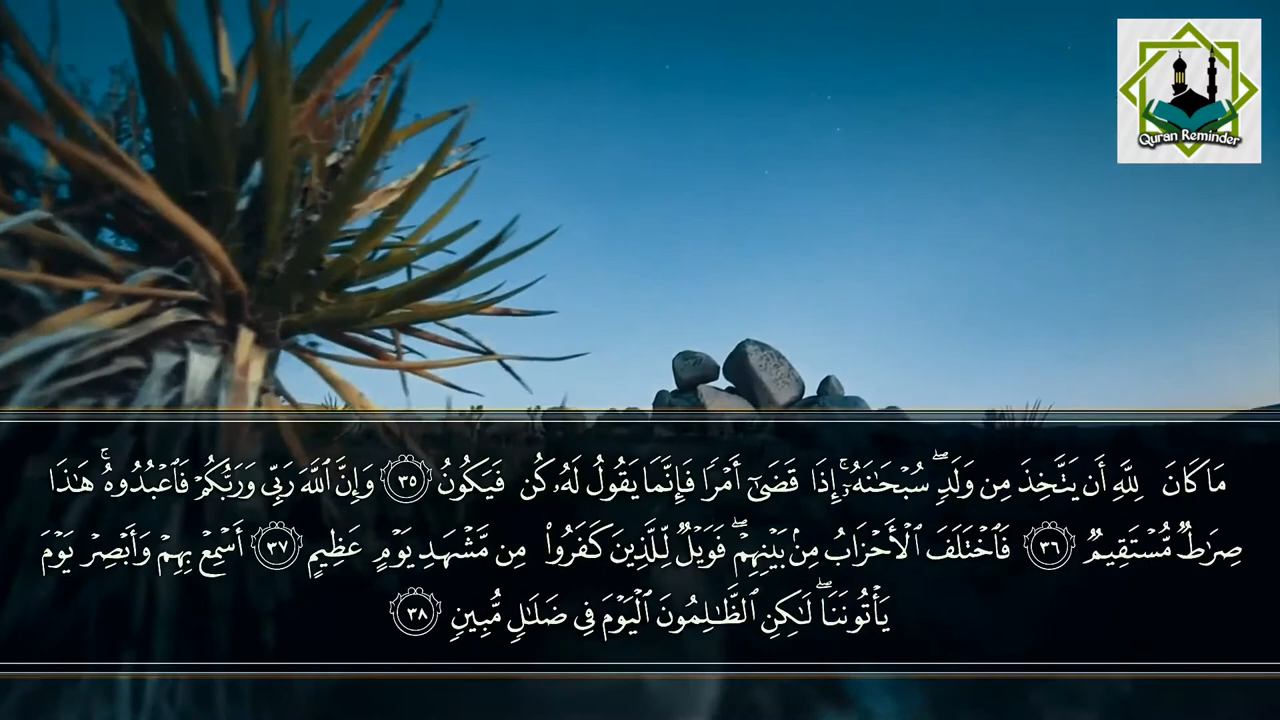 Quran Reminder
مَا كَانَ لِلَّهِ أَن يَتَّخِذَ مِن وَلَدٍۖ سُبْحَٰنَهُۥٓۚ إِذَا قَضَىٰٓ أَمْرًا فَإِنَّمَا يَقُولُ لَهُۥ كُن فَيَكُونُ ٣٥ وَإِنَّ ٱللَّهَ رَبِّى وَرَبُّكُمْ فَٱعْبُدُوهُۚ هَٰذَا
صِرَٰطٌ مُّسْتَقِيمٌ ٣٦ فَٱخْتَلَفَ ٱلْأَحْزَابُ مِنۢ بَيْنِهِمْۖ فَوَيْلٌ لِّلَّذِينَ كَفَرُوا۟ مِن مَّشْهَدِ يَوْمٍ عَظِيمٍ ٣٧ أَسْمِعْ بِهِمْ وَأَبْصِرْ يَوْمَ
يَأْتُونَنَاۖ لَٰكِنِ ٱلظَّٰلِمُونَ ٱلْيَوْمَ فِى ضَلَٰلٍ مُّبِينٍ ٣٨